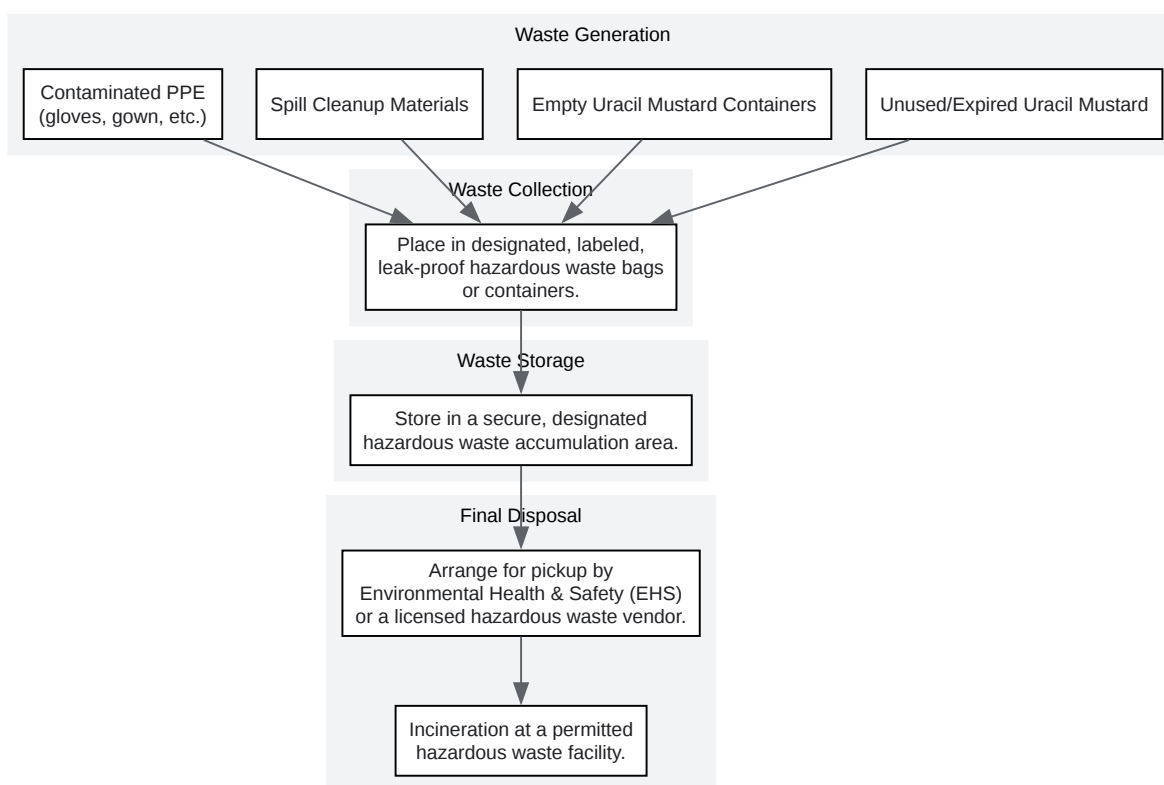 Waste Generation
Contaminated PPE
(gloves, gown, etc.)
Spill Cleanup Materials
Empty Uracil Mustard Containers
Unused/Expired Uracil Mustard
Waste Collection
Place in designated, labeled,
leak-proof hazardous waste bags
or containers.
Waste Storage
Store in a secure, designated
hazardous waste accumulation area.
Final Disposal
Arrange for pickup by
Environmental Health & Safety (EHS)
or a licensed hazardous waste vendor.
Incineration at a permitted
hazardous waste facility.